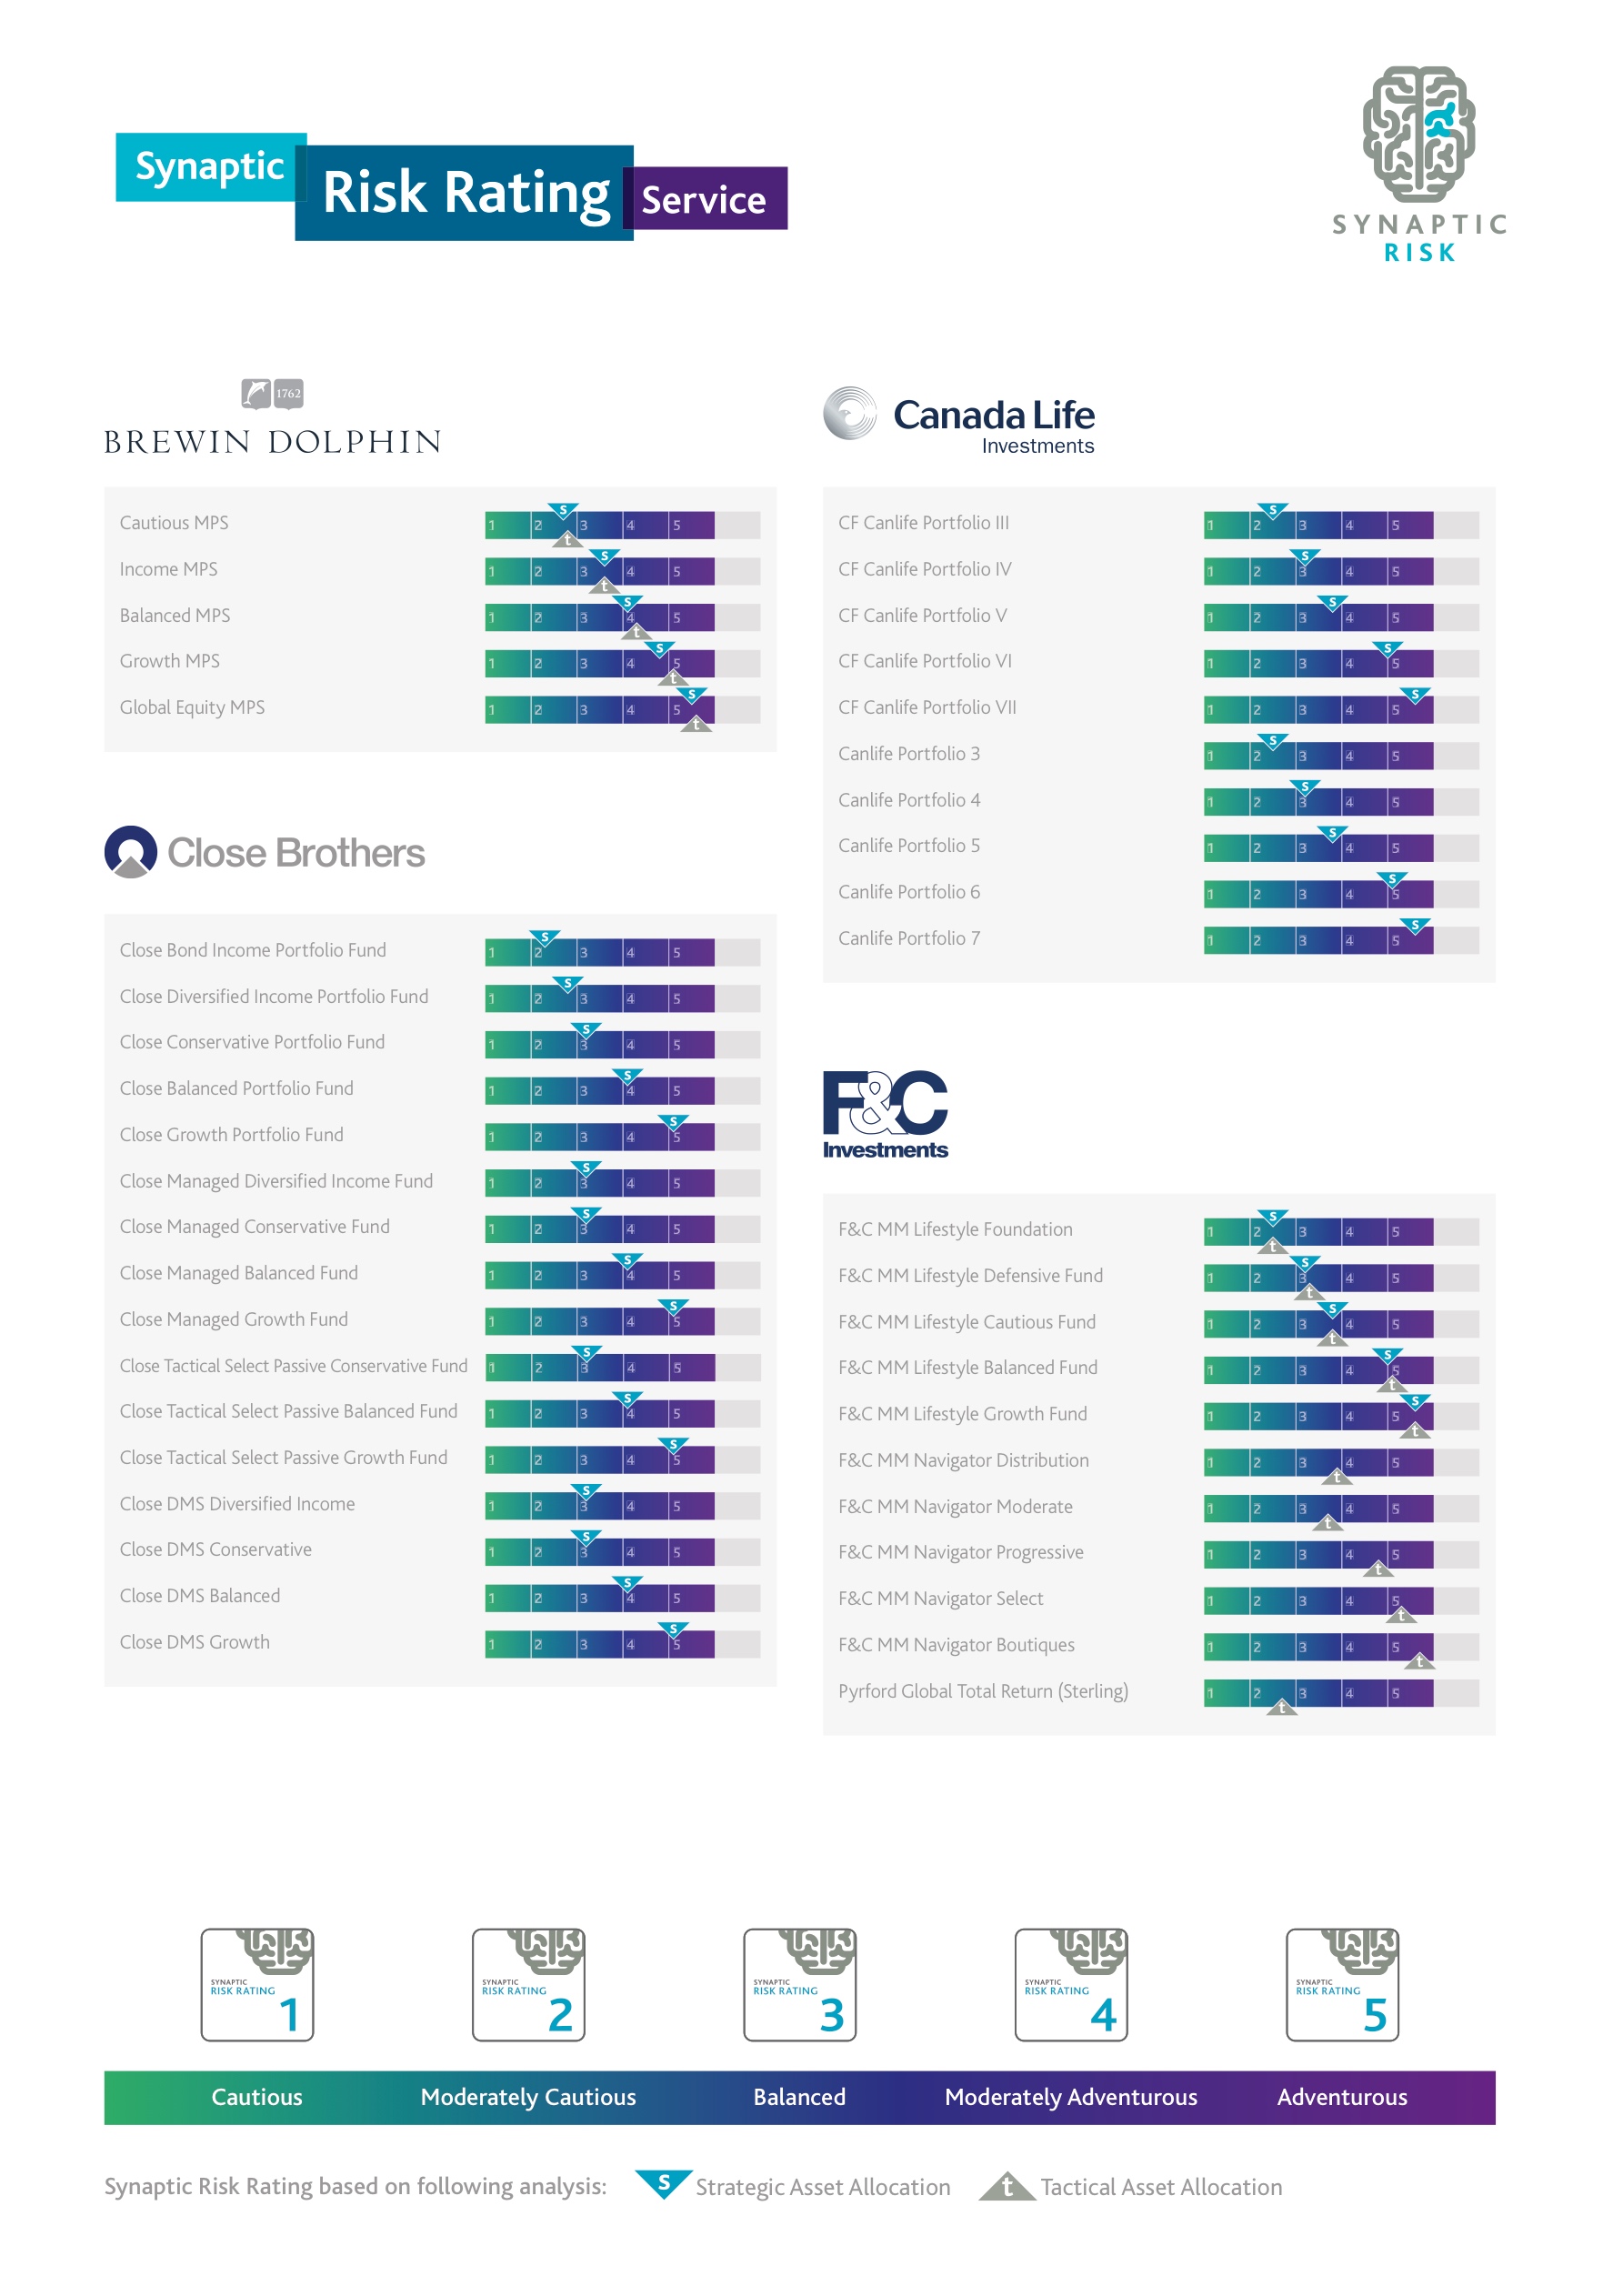 Synaptic Risk Rating Service
SYNAPTIC
RISK
1762
BREWIN DOLPHIN
s
Cautious MPS 1 2 3 4 5
t
s
Income MPS 1 2 3 4 5
t
s
Balanced MPS 1 2 3 4 5
t
s
Growth MPS 1 2 3 4 5
t
s
Global Equity MPS 1 2 3 4 5
t
Close Brothers
s
Close Bond Income Portfolio Fund 1 2 3 4 5
s
Close Diversified Income Portfolio Fund 1 2 3 4 5
s
Close Conservative Portfolio Fund 1 2 3 4 5
s
Close Balanced Portfolio Fund 1 2 3 4 5
s
Close Growth Portfolio Fund 1 2 3 4 5
s
Close Managed Diversified Income Fund 1 2 3 4 5
s
Close Managed Conservative Fund 1 2 3 4 5
s
Close Managed Balanced Fund 1 2 3 4 5
s
Close Managed Growth Fund 1 2 3 4 5
s
Close Tactical Select Passive Conservative Fund 1 2 3 4 5
s
Close Tactical Select Passive Balanced Fund 1 2 3 4 5
s
Close Tactical Select Passive Growth Fund 1 2 3 4 5
s
Close DMS Diversified Income 1 2 3 4 5
s
Close DMS Conservative 1 2 3 4 5
s
Close DMS Balanced 1 2 3 4 5
s
Close DMS Growth 1 2 3 4 5
Canada Life
Investments
s
CF Canlife Portfolio III 1 2 3 4 5
s
CF Canlife Portfolio IV 1 2 3 4 5
s
CF Canlife Portfolio V 1 2 3 4 5
s
CF Canlife Portfolio VI 1 2 3 4 5
s
CF Canlife Portfolio VII 1 2 3 4 5
s
Canlife Portfolio 3 1 2 3 4 5
s
Canlife Portfolio 4 1 2 3 4 5
s
Canlife Portfolio 5 1 2 3 4 5
s
Canlife Portfolio 6 1 2 3 4 5
s
Canlife Portfolio 7 1 2 3 4 5
F&C
Investments
s
F&C MM Lifestyle Foundation 1 2 3 4 5
t
s
F&C MM Lifestyle Defensive Fund 1 2 3 4 5
t
s
F&C MM Lifestyle Cautious Fund 1 2 3 4 5
t
s
F&C MM Lifestyle Balanced Fund 1 2 3 4 5
t
s
F&C MM Lifestyle Growth Fund 1 2 3 4 5
t
F&C MM Navigator Distribution 1 2 3 4 5
t
F&C MM Navigator Moderate 1 2 3 4 5
t
F&C MM Navigator Progressive 1 2 3 4 5
t
F&C MM Navigator Select 1 2 3 4 5
t
F&C MM Navigator Boutiques 1 2 3 4 5
t
Pyrford Global Total Return (Sterling) 1 2 3 4 5
t
SYNAPTIC
RISK RATING
1
SYNAPTIC
RISK RATING
2
SYNAPTIC
RISK RATING
3
SYNAPTIC
RISK RATING
4
SYNAPTIC
RISK RATING
5
Cautious Moderately Cautious Balanced Moderately Adventurous Adventurous
Synaptic Risk Rating based on following analysis: s Strategic Asset Allocation t Tactical Asset Allocation